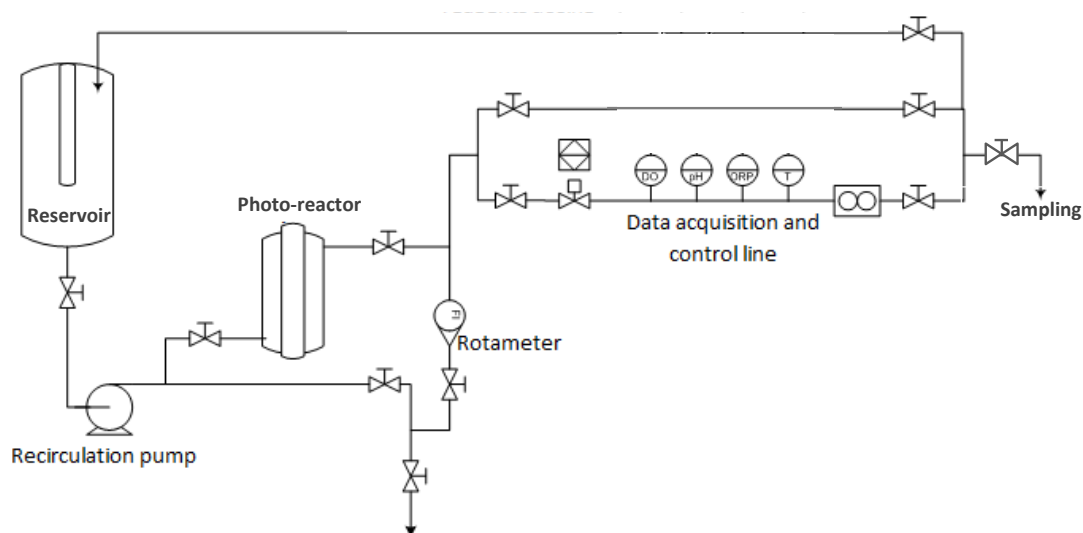 DO
pH
ORP
T
Reservoir
Photo-reactor
Data acquisition and
control line
Sampling
FI
Rotameter
Recirculation pump